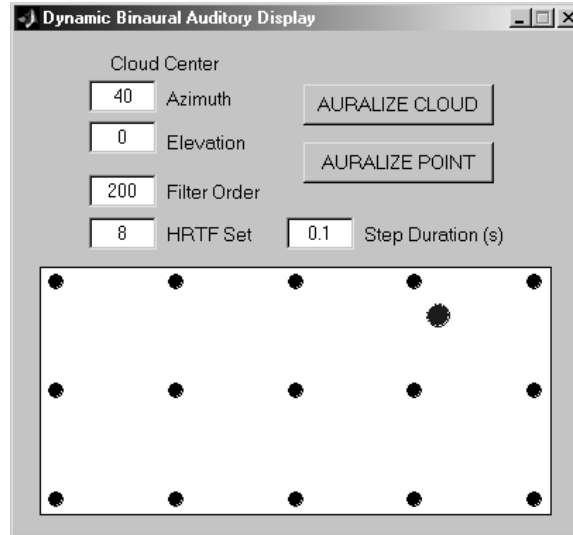 Dynamic Binaural Auditory Display
Cloud Center
40 Azimuth
AURALIZE CLOUD
0 Elevation
AURALIZE POINT
200 Filter Order
8 HRTF Set 0.1 Step Duration (s)